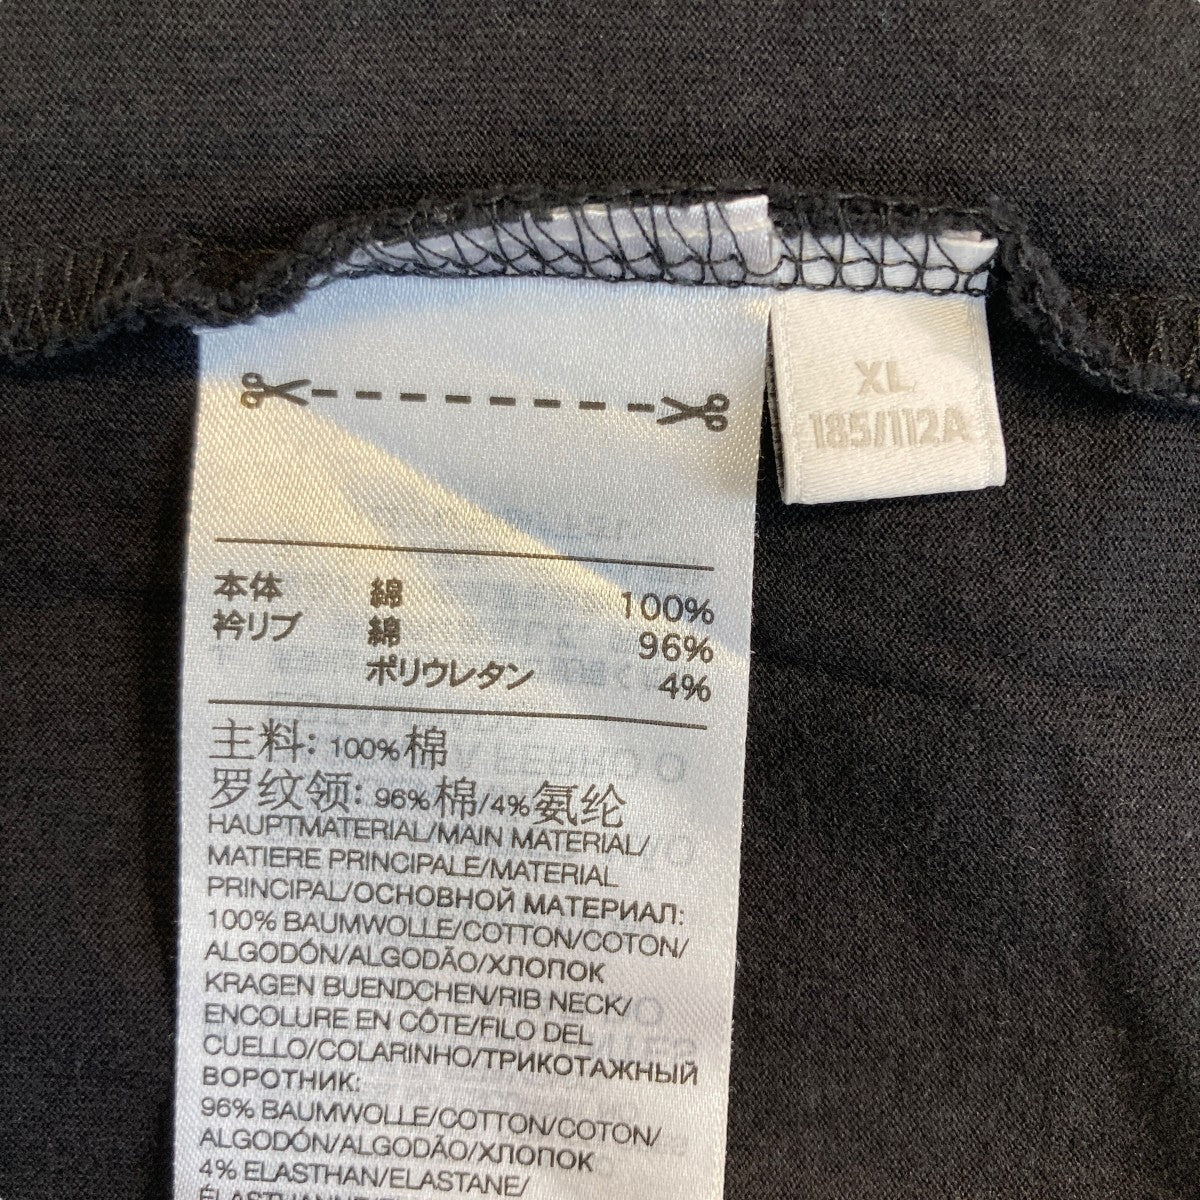 XL
185/112A
本体 綿 100%
衿リブ 綿 96%
ポリウレタン 4%
主料: 100%棉
罗纹领: 96%棉/4%氨纶
HAUPTMATERIAL/MAIN MATERIAL/
MATIERE PRINCIPALE/MATERIAL
PRINCIPAL/ОСНОВНОЙ МАТЕРИАЛ:
100% BAUMWOLLE/COTTON/COTON/
ALGODÓN/ALGODÃO/ХЛОПОК
KRAGEN BUENDCHEN/RIB NECK/
ENCOLURE EN CÔTE/FILO DEL
CUELLO/COLARINHO/ТРИКОТАЖНЫЙ
ВОРОТНИК:
96% BAUMWOLLE/COTTON/COTON/
ALGODÓN/ALGODÃO/ХЛОПОК
4% ELASTHAN/ELASTANE/